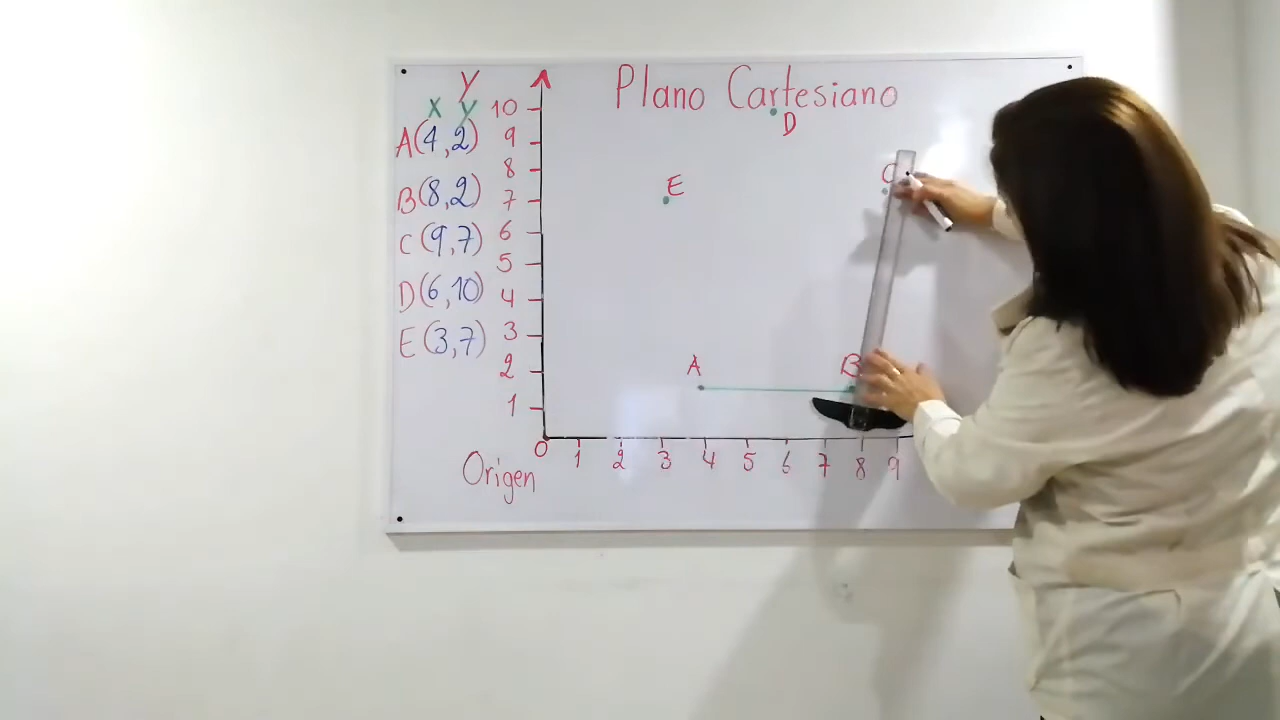 Plano Cartesiano
Y
X Y
A(4,2)
B(8,2)
C(9,7)
D(6,10)
E(3,7)
10
9
8
7
6
5
4
3
2
1
0
1 2 3 4 5 6 7 8 9
Origen
D
E
C
A
B